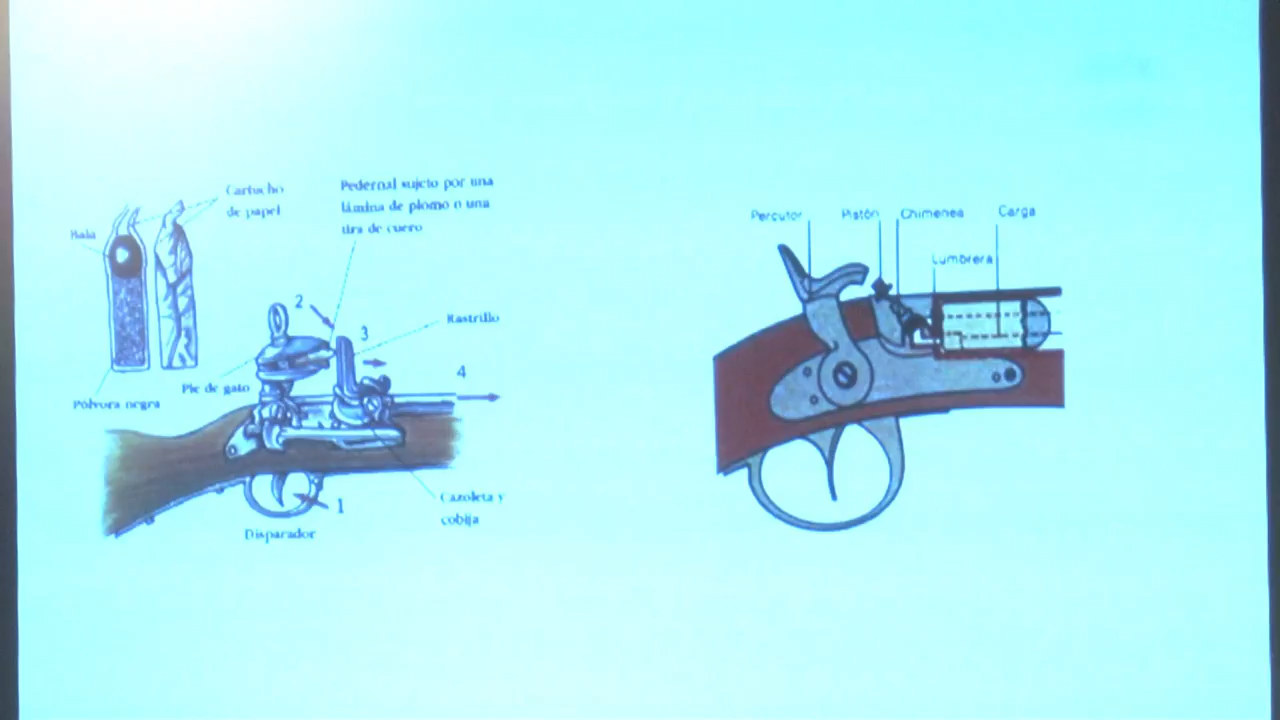 Cartucho
de papel
Bala
Pólvora negra
Pedernal sujeto por una
lámina de plomo o una
tira de cuero
2
3
Rastrillo
4
Pie de gato
1
Cazoleta y
cobija
Disparador
Percutor
Pistón
Chimenea
Carga
Lumbrera